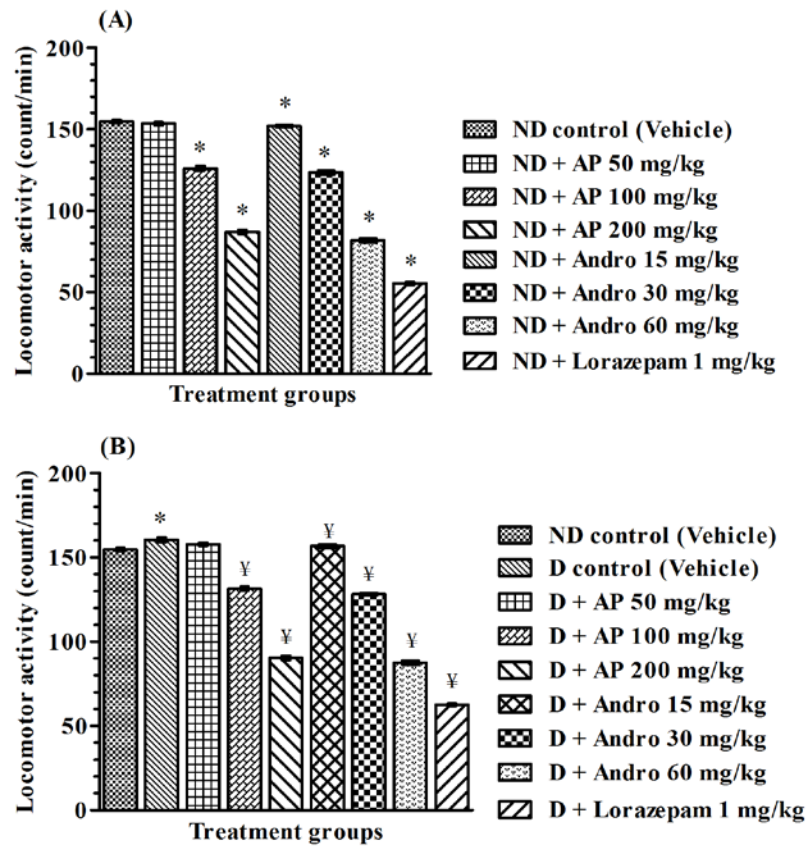 (A)
Locomotor activity (count/min)
200
150
100
50
0
*
*
*
*
*
*
*
Treatment groups
ND control (Vehicle)
ND + AP 50 mg/kg
ND + AP 100 mg/kg
ND + AP 200 mg/kg
ND + Andro 15 mg/kg
ND + Andro 30 mg/kg
ND + Andro 60 mg/kg
ND + Lorazepam 1 mg/kg
(B)
Locomotor activity (count/min)
200
150
100
50
0
*
¥
¥
¥
¥
¥
¥
Treatment groups
ND control (Vehicle)
D control (Vehicle)
D + AP 50 mg/kg
D + AP 100 mg/kg
D + AP 200 mg/kg
D + Andro 15 mg/kg
D + Andro 30 mg/kg
D + Andro 60 mg/kg
D + Lorazepam 1 mg/kg